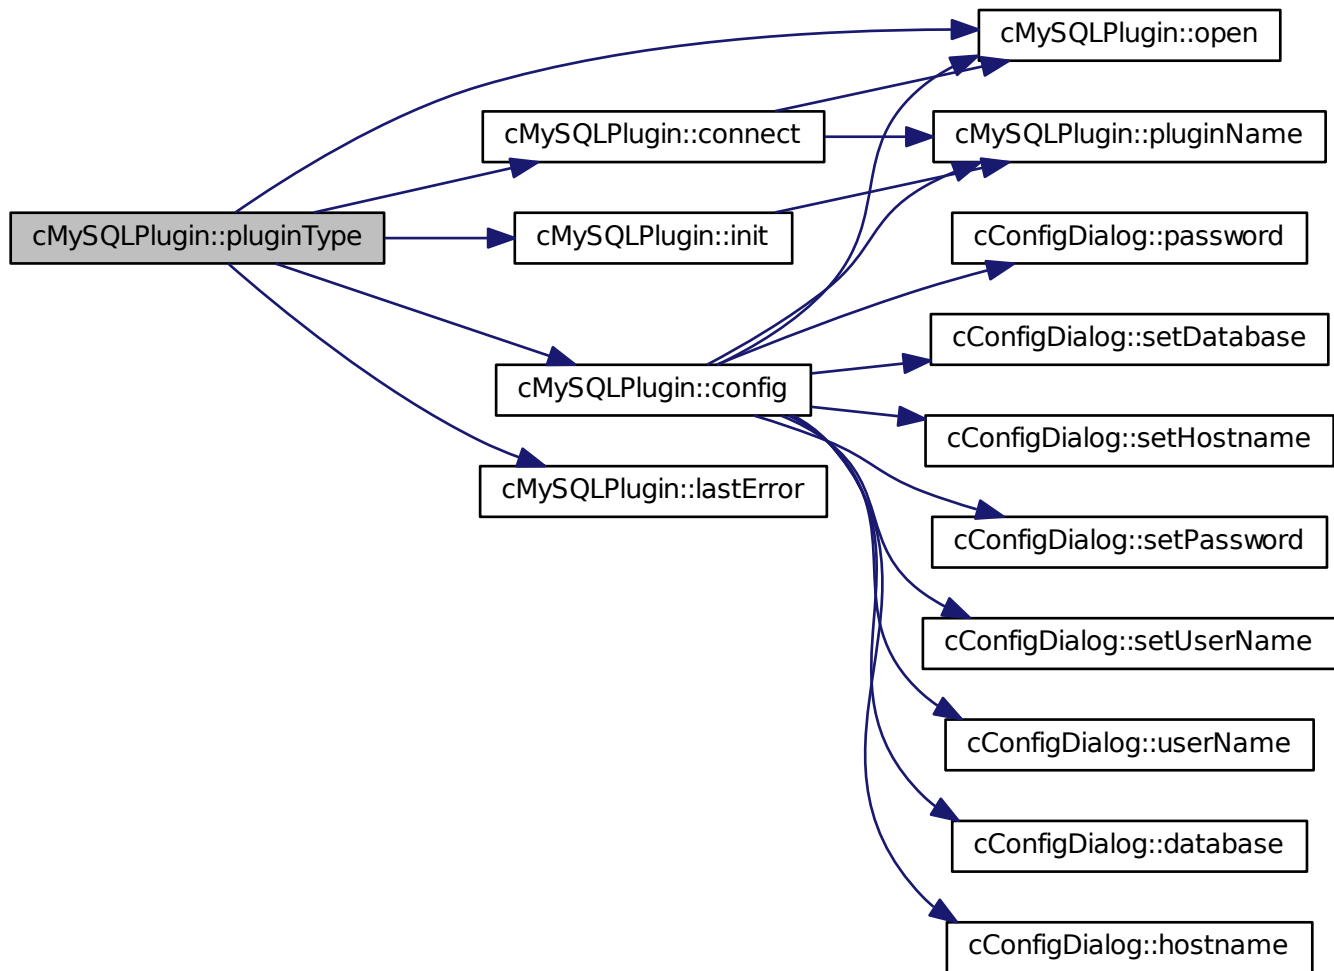 cMySQLPlugin::open
cMySQLPlugin::connect
cMySQLPlugin::pluginName
cMySQLPlugin::pluginType
cMySQLPlugin::init
cConfigDialog::password
cConfigDialog::setDatabase
cMySQLPlugin::config
cConfigDialog::setHostname
cMySQLPlugin::lastError
cConfigDialog::setPassword
cConfigDialog::setUserName
cConfigDialog::userName
cConfigDialog::database
cConfigDialog::hostname